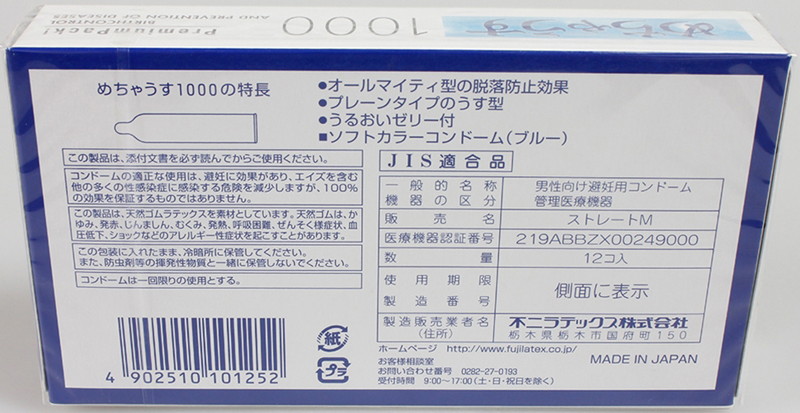 めちゃうす
1000
PremiumPack!
BIRTHCONTROL
AND PREVENTION OF DISEASES
めちゃうす1000の特長
●オールマイティ型の脱落防止効果
●プレーンタイプのうす型
●うるおいゼリー付
■ソフトカラーコンドーム(ブルー)
この製品は、添付文書を必ず読んでからご使用ください。
コンドームの適正な使用は、避妊に効果があり、エイズを含む
他の多くの性感染症に感染する危険を減少しますが、100%
の効果を保証するものではありません。
この製品は、天然ゴムラテックスを素材としています。天然ゴムは、か
ゆみ、発赤、じんましん、むくみ、発熱、呼吸困難、ぜんそく様症状、血
圧低下、ショックなどのアレルギー性症状を起こすことがあります。
この包装に入れたまま、冷暗所に保管してください。
また、防虫剤等の揮発性物質と一緒に保管しないでください。
コンドームは一回限りの使用とする。
JIS適合品
一般的名称 男性向け避妊用コンドーム
機器の区分 管理医療機器
販売名 ストレートM
医療機器認証番号 219ABBZX00249000
数量 12コ入
使用期限
製造番号
側面に表示
製造販売業者名 不二ラテックス株式会社
(住所) 栃木県栃木市国府町150
ホームページ http://www.fujilatex.co.jp/
お客様相談室
お問い合わせ番号 0282-27-0193
受付時間 9:00〜17:00(土・日・祝日を除く)
MADE IN JAPAN
紙
プラ
4 902510 101252